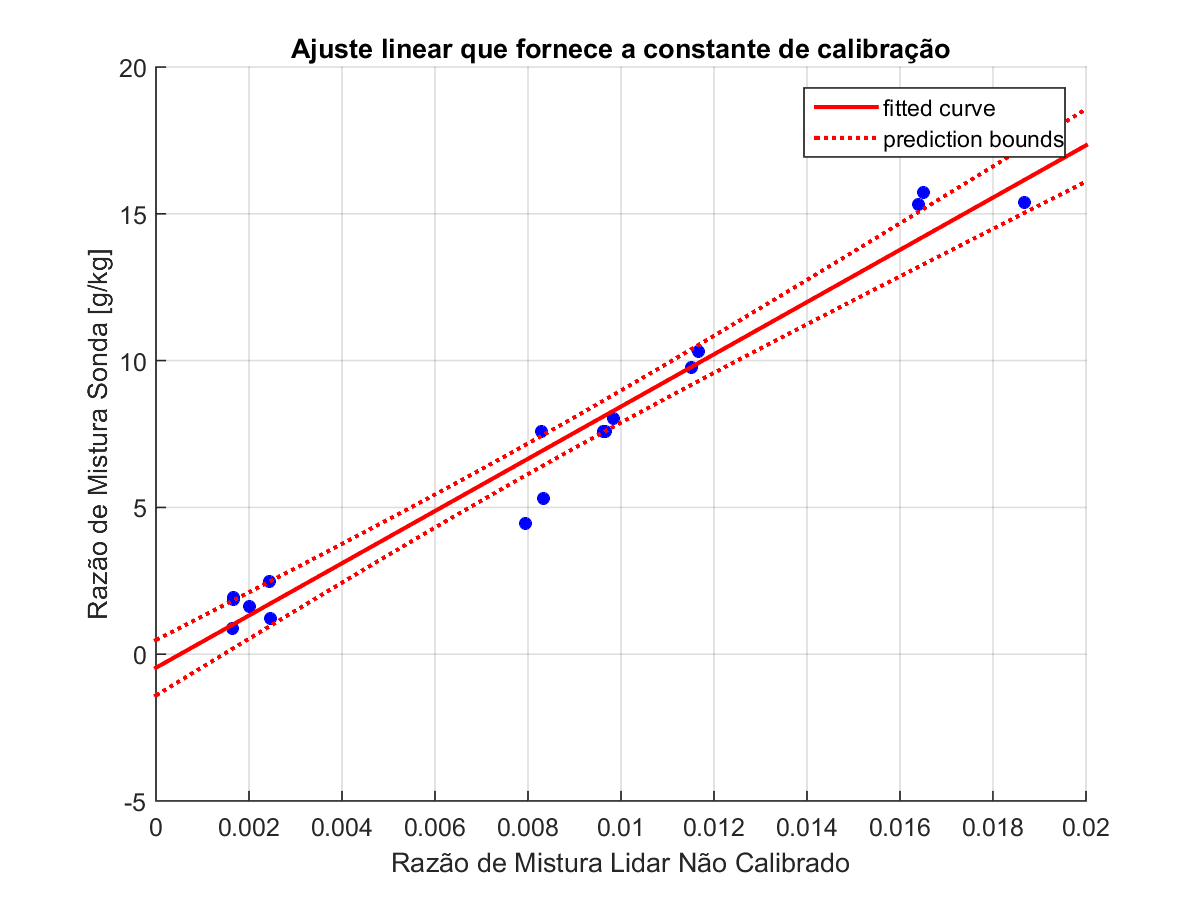 Ajuste linear que fornece a constante de calibração
20
15
10
5
0
-5
Razão de Mistura Sonda [g/kg]
fitted curve
prediction bounds
0 0.002 0.004 0.006 0.008 0.01 0.012 0.014 0.016 0.018 0.02
Razão de Mistura Lidar Não Calibrado